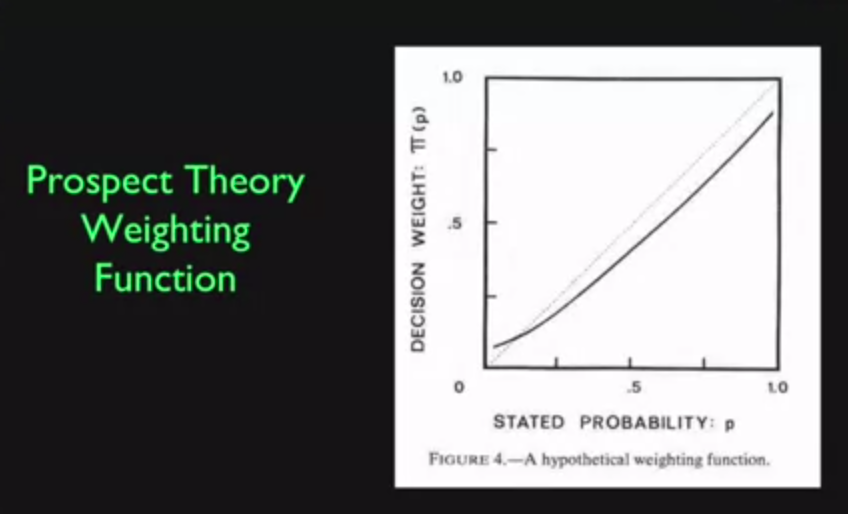 Prospect Theory
Weighting
Function
1.0
.5
0
.5
1.0
DECISION WEIGHT: π(p)
STATED PROBABILITY: p
FIGURE 4.—A hypothetical weighting function.